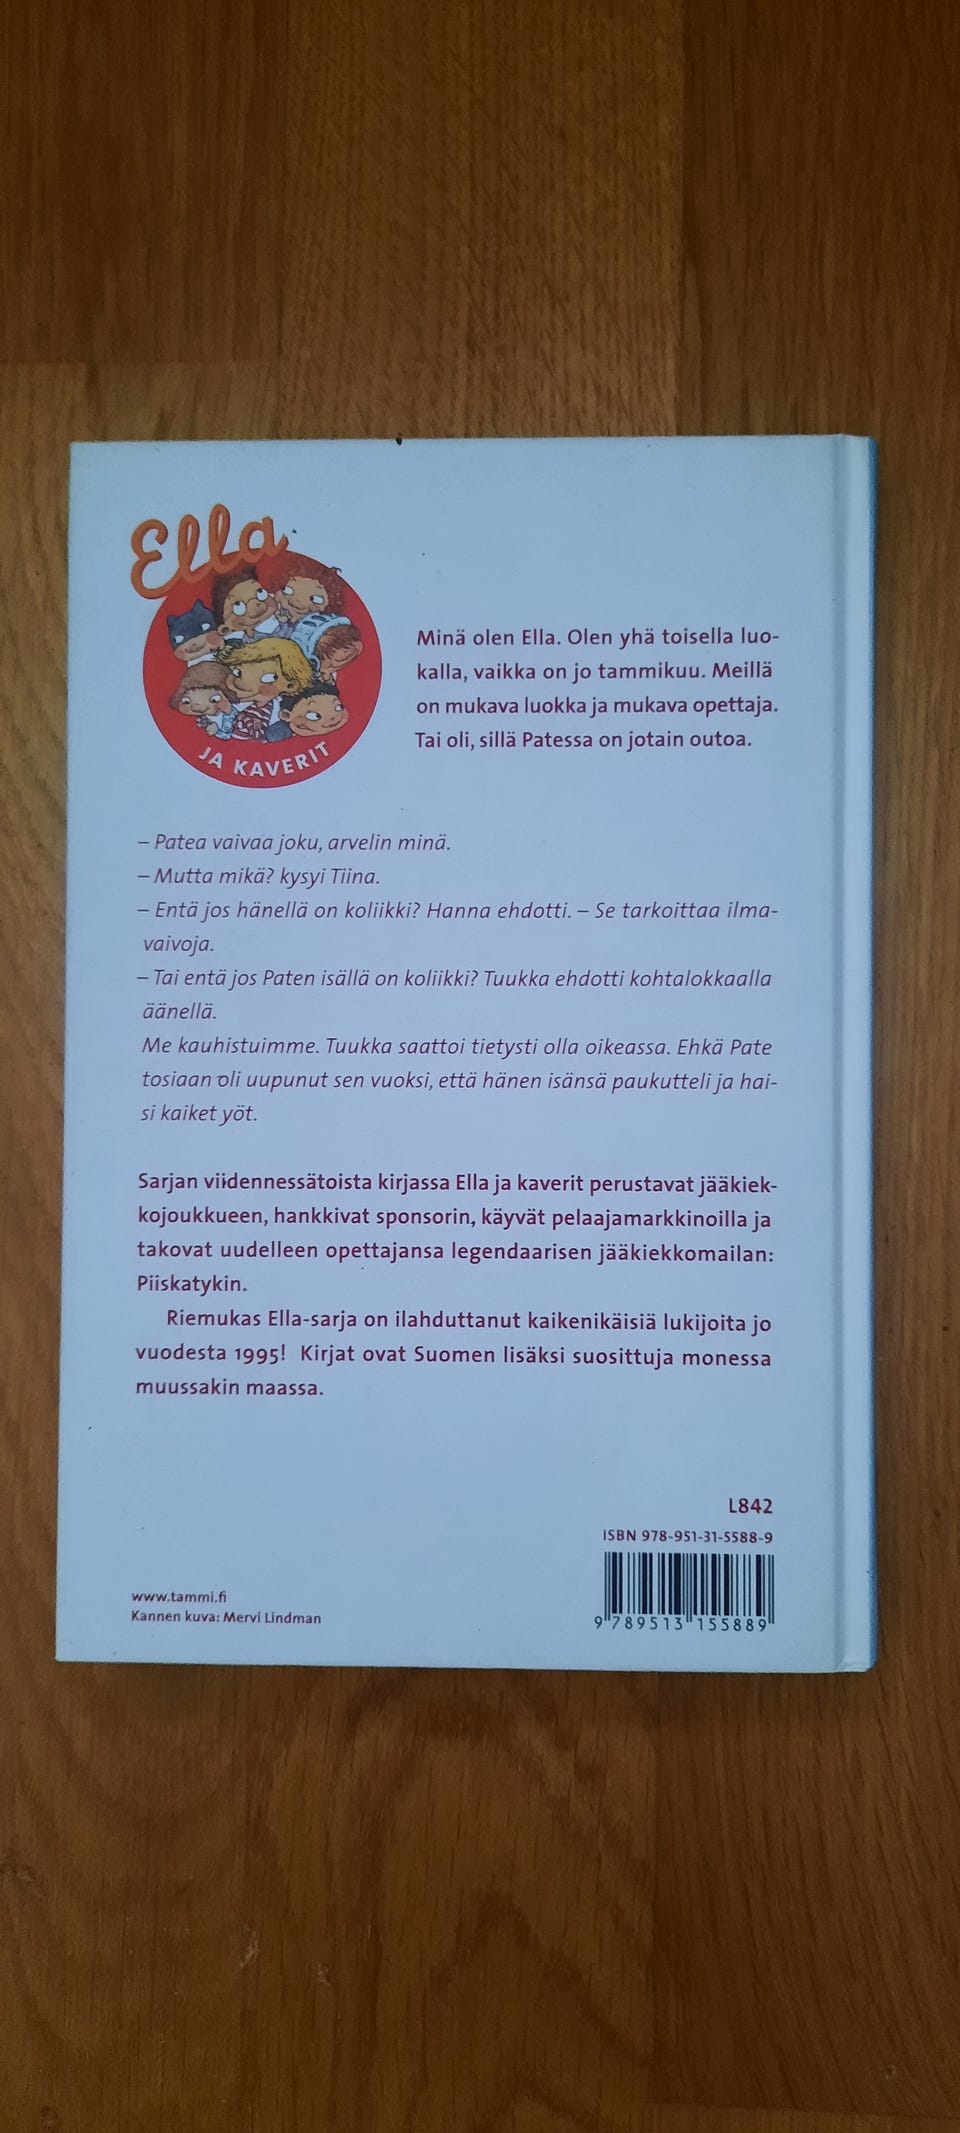 Ella
JA KAVERIT
Minä olen Ella. Olen yhä toisella luo-
kalla, vaikka on jo tammikuu. Meillä
on mukava luokka ja mukava opettaja.
Tai oli, sillä Patessa on jotain outoa.
– Patea vaivaa joku, arvelin minä.
– Mutta mikä? kysyi Tiina.
– Entä jos hänellä on koliikki? Hanna ehdotti. – Se tarkoittaa ilma-
vaivoja.
– Tai entä jos Paten isällä on koliikki? Tuukka ehdotti kohtalokkaalla
äänellä.
Me kauhistuimme. Tuukka saattoi tietysti olla oikeassa. Ehkä Pate
tosiaan oli uupunut sen vuoksi, että hänen isänsä paukutteli ja hai-
si kaiket yöt.
Sarjan viidennessätoista kirjassa Ella ja kaverit perustavat jääkiek-
kojoukkueen, hankkivat sponsorin, käyvät pelaajamarkkinoilla ja
takovat uudelleen opettajansa legendaarisen jääkiekkomailan:
Piiskatykin.
Riemukas Ella-sarja on ilahduttanut kaikenikäisiä lukijoita jo
vuodesta 1995! Kirjat ovat Suomen lisäksi suosittuja monessa
muussakin maassa.
L842
ISBN 978-951-31-5588-9
www.tammi.fi
Kannen kuva: Mervi Lindman
9 789513 155889